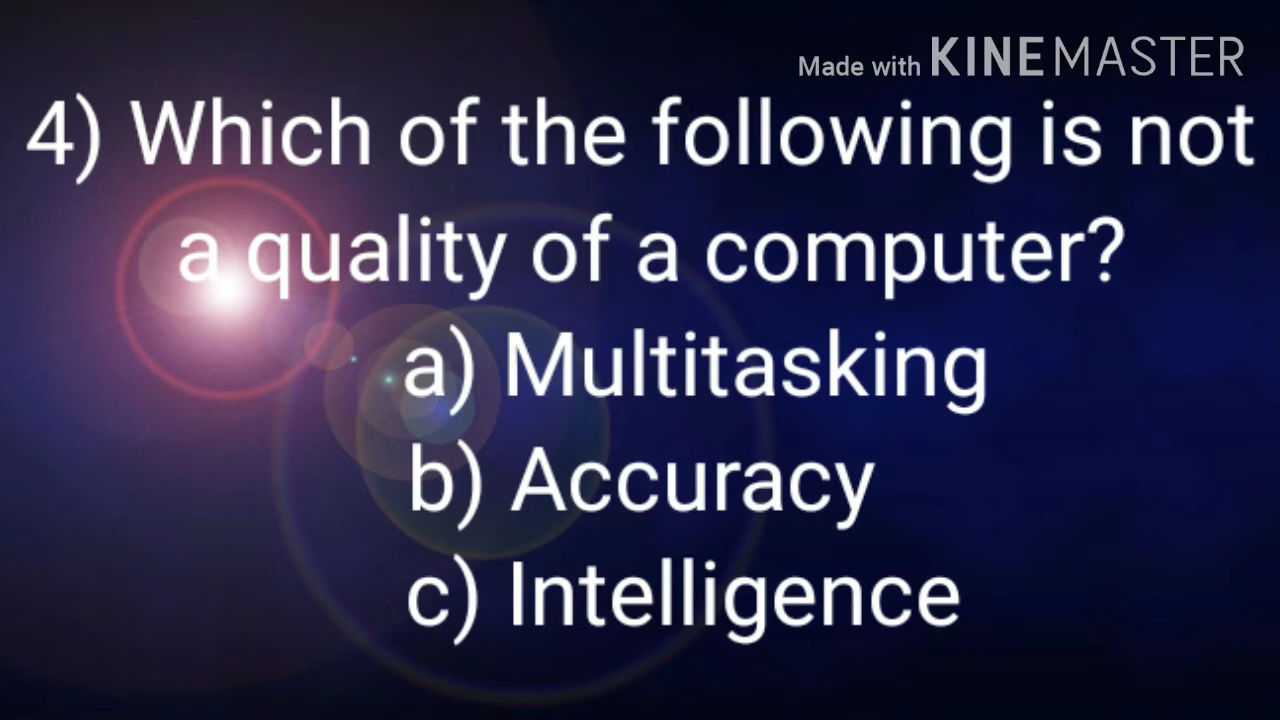 Made with KINEMASTER
4) Which of the following is not
a quality of a computer?
a) Multitasking
b) Accuracy
c) Intelligence